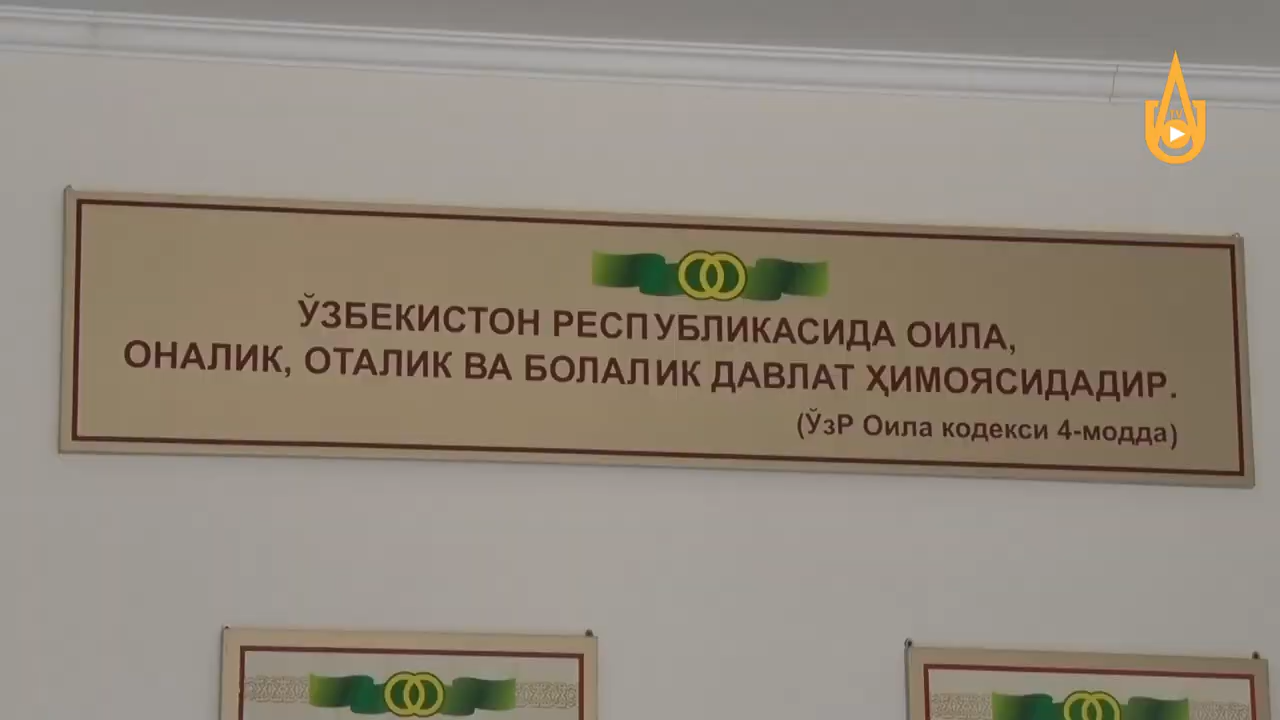 ЎЗБЕКИСТОН РЕСПУБЛИКАСИДА ОИЛА,
ОНАЛИК, ОТАЛИК ВА БОЛАЛИК ДАВЛАТ ҲИМОЯСИДАДИР.
(ЎзР Оила кодекси 4-модда)